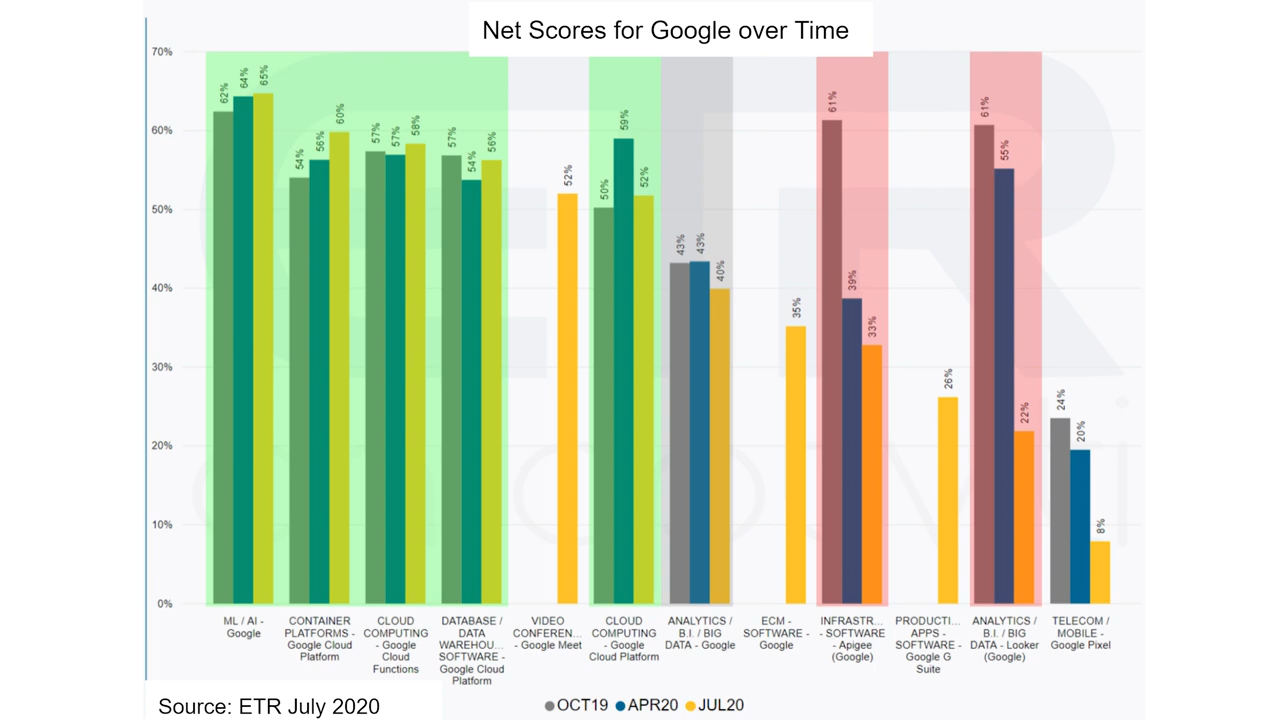 Net Scores for Google over Time
70%
60%
50%
40%
30%
20%
10%
0%
62%
64%
65%
54%
56%
60%
57%
57%
58%
57%
54%
56%
52%
50%
59%
52%
43%
43%
40%
35%
61%
39%
33%
26%
61%
55%
22%
24%
20%
8%
ML / AI -
Google
CONTAINER
PLATFORMS -
Google Cloud
Platform
CLOUD
COMPUTING
- Google
Cloud
Functions
DATABASE /
DATA
WAREHOU...
SOFTWARE -
Google Cloud
Platform
VIDEO
CONFEREN...
- Google Meet
CLOUD
COMPUTING
- Google
Cloud Platform
ANALYTICS /
B.I. / BIG
DATA - Google
ECM -
SOFTWARE -
Google
INFRASTR...
- SOFTWARE
- Apigee
(Google)
PRODUCTI...
APPS -
SOFTWARE -
Google G
Suite
ANALYTICS /
B.I. / BIG
DATA - Looker
(Google)
TELECOM /
MOBILE -
Google Pixel
OCT19 APR20 JUL20
Source: ETR July 2020